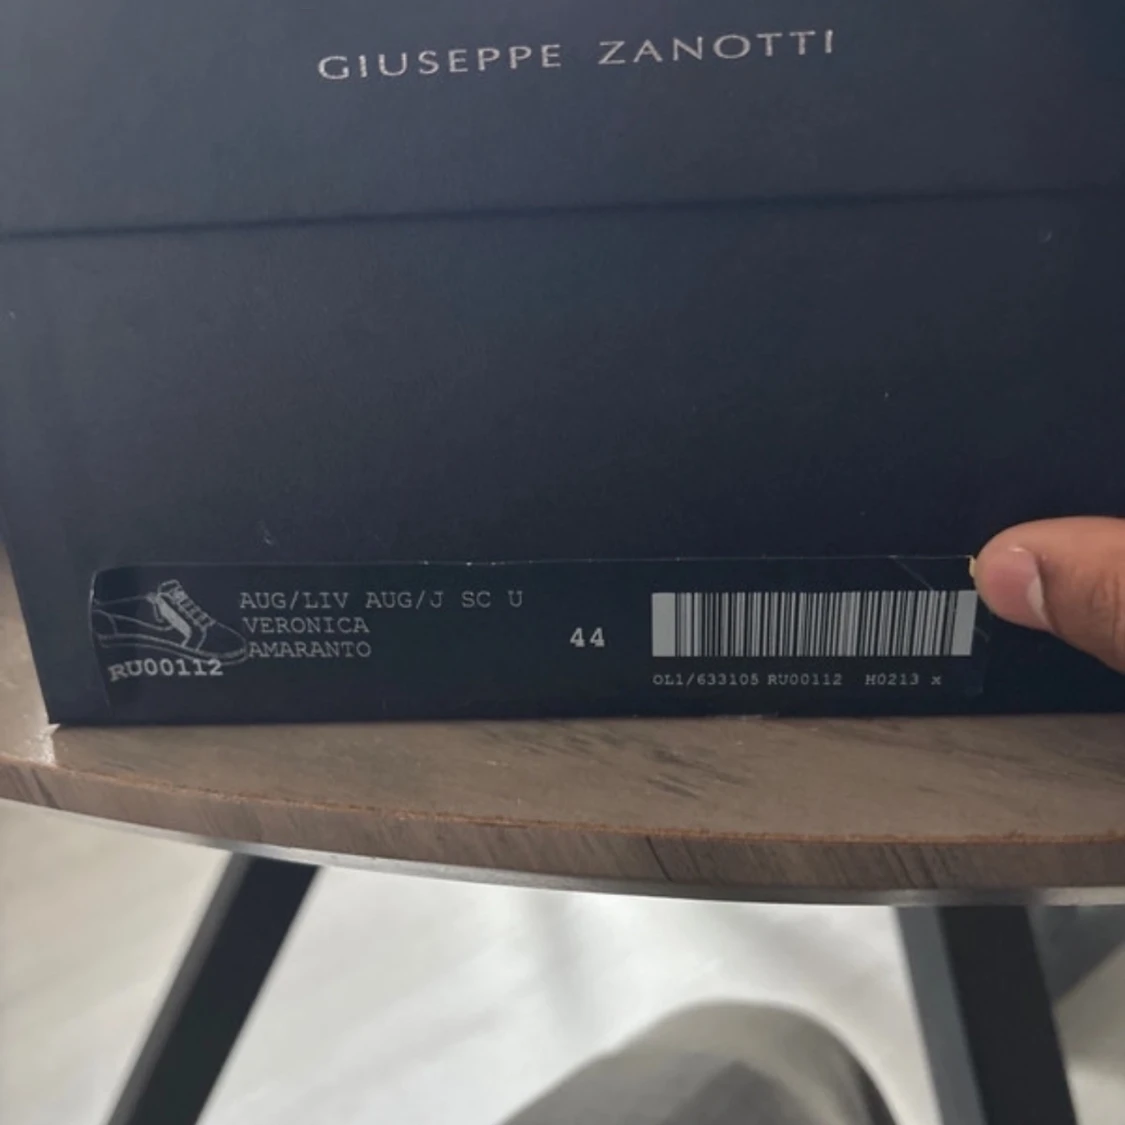 GIUSEPPE ZANOTTI
AUG/LIV AUG/J SC U
VERONICA
AMARANTO
RU00112
44
OL1/633105 RU00112 H0213 x